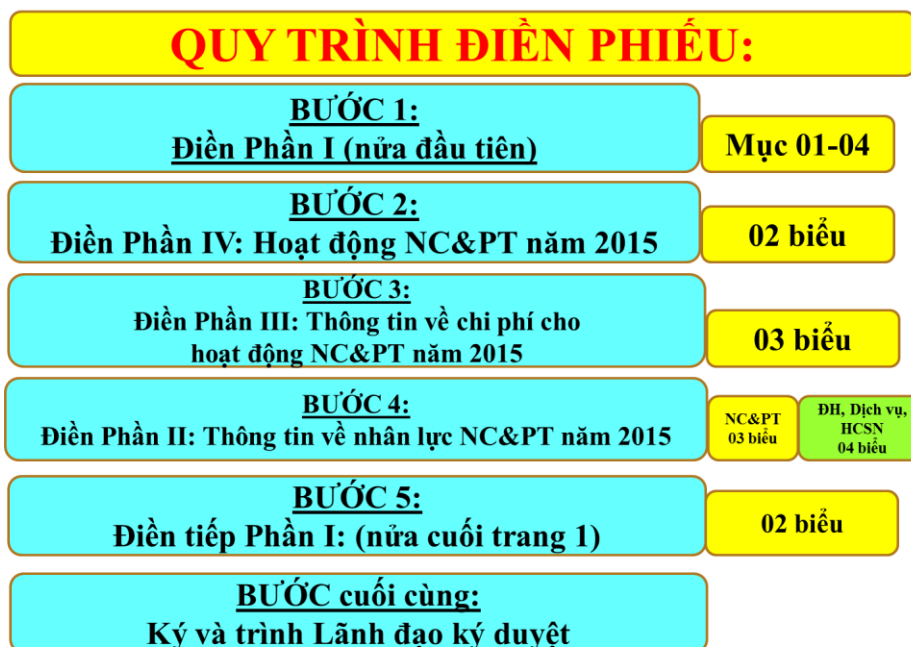 QUY TRÌNH ĐIỀN PHIẾU:
BƯỚC 1:
Điền Phần I (nửa đầu tiên)
Mục 01-04
BƯỚC 2:
Điền Phần IV: Hoạt động NC&PT năm 2015
02 biểu
BƯỚC 3:
Điền Phần III: Thông tin về chi phí cho
hoạt động NC&PT năm 2015
03 biểu
BƯỚC 4:
Điền Phần II: Thông tin về nhân lực NC&PT năm 2015
NC&PT
03 biểu
ĐH, Dịch vụ,
HCSN
04 biểu
BƯỚC 5:
Điền tiếp Phần I: (nửa cuối trang 1)
02 biểu
BƯỚC cuối cùng:
Ký và trình Lãnh đạo ký duyệt